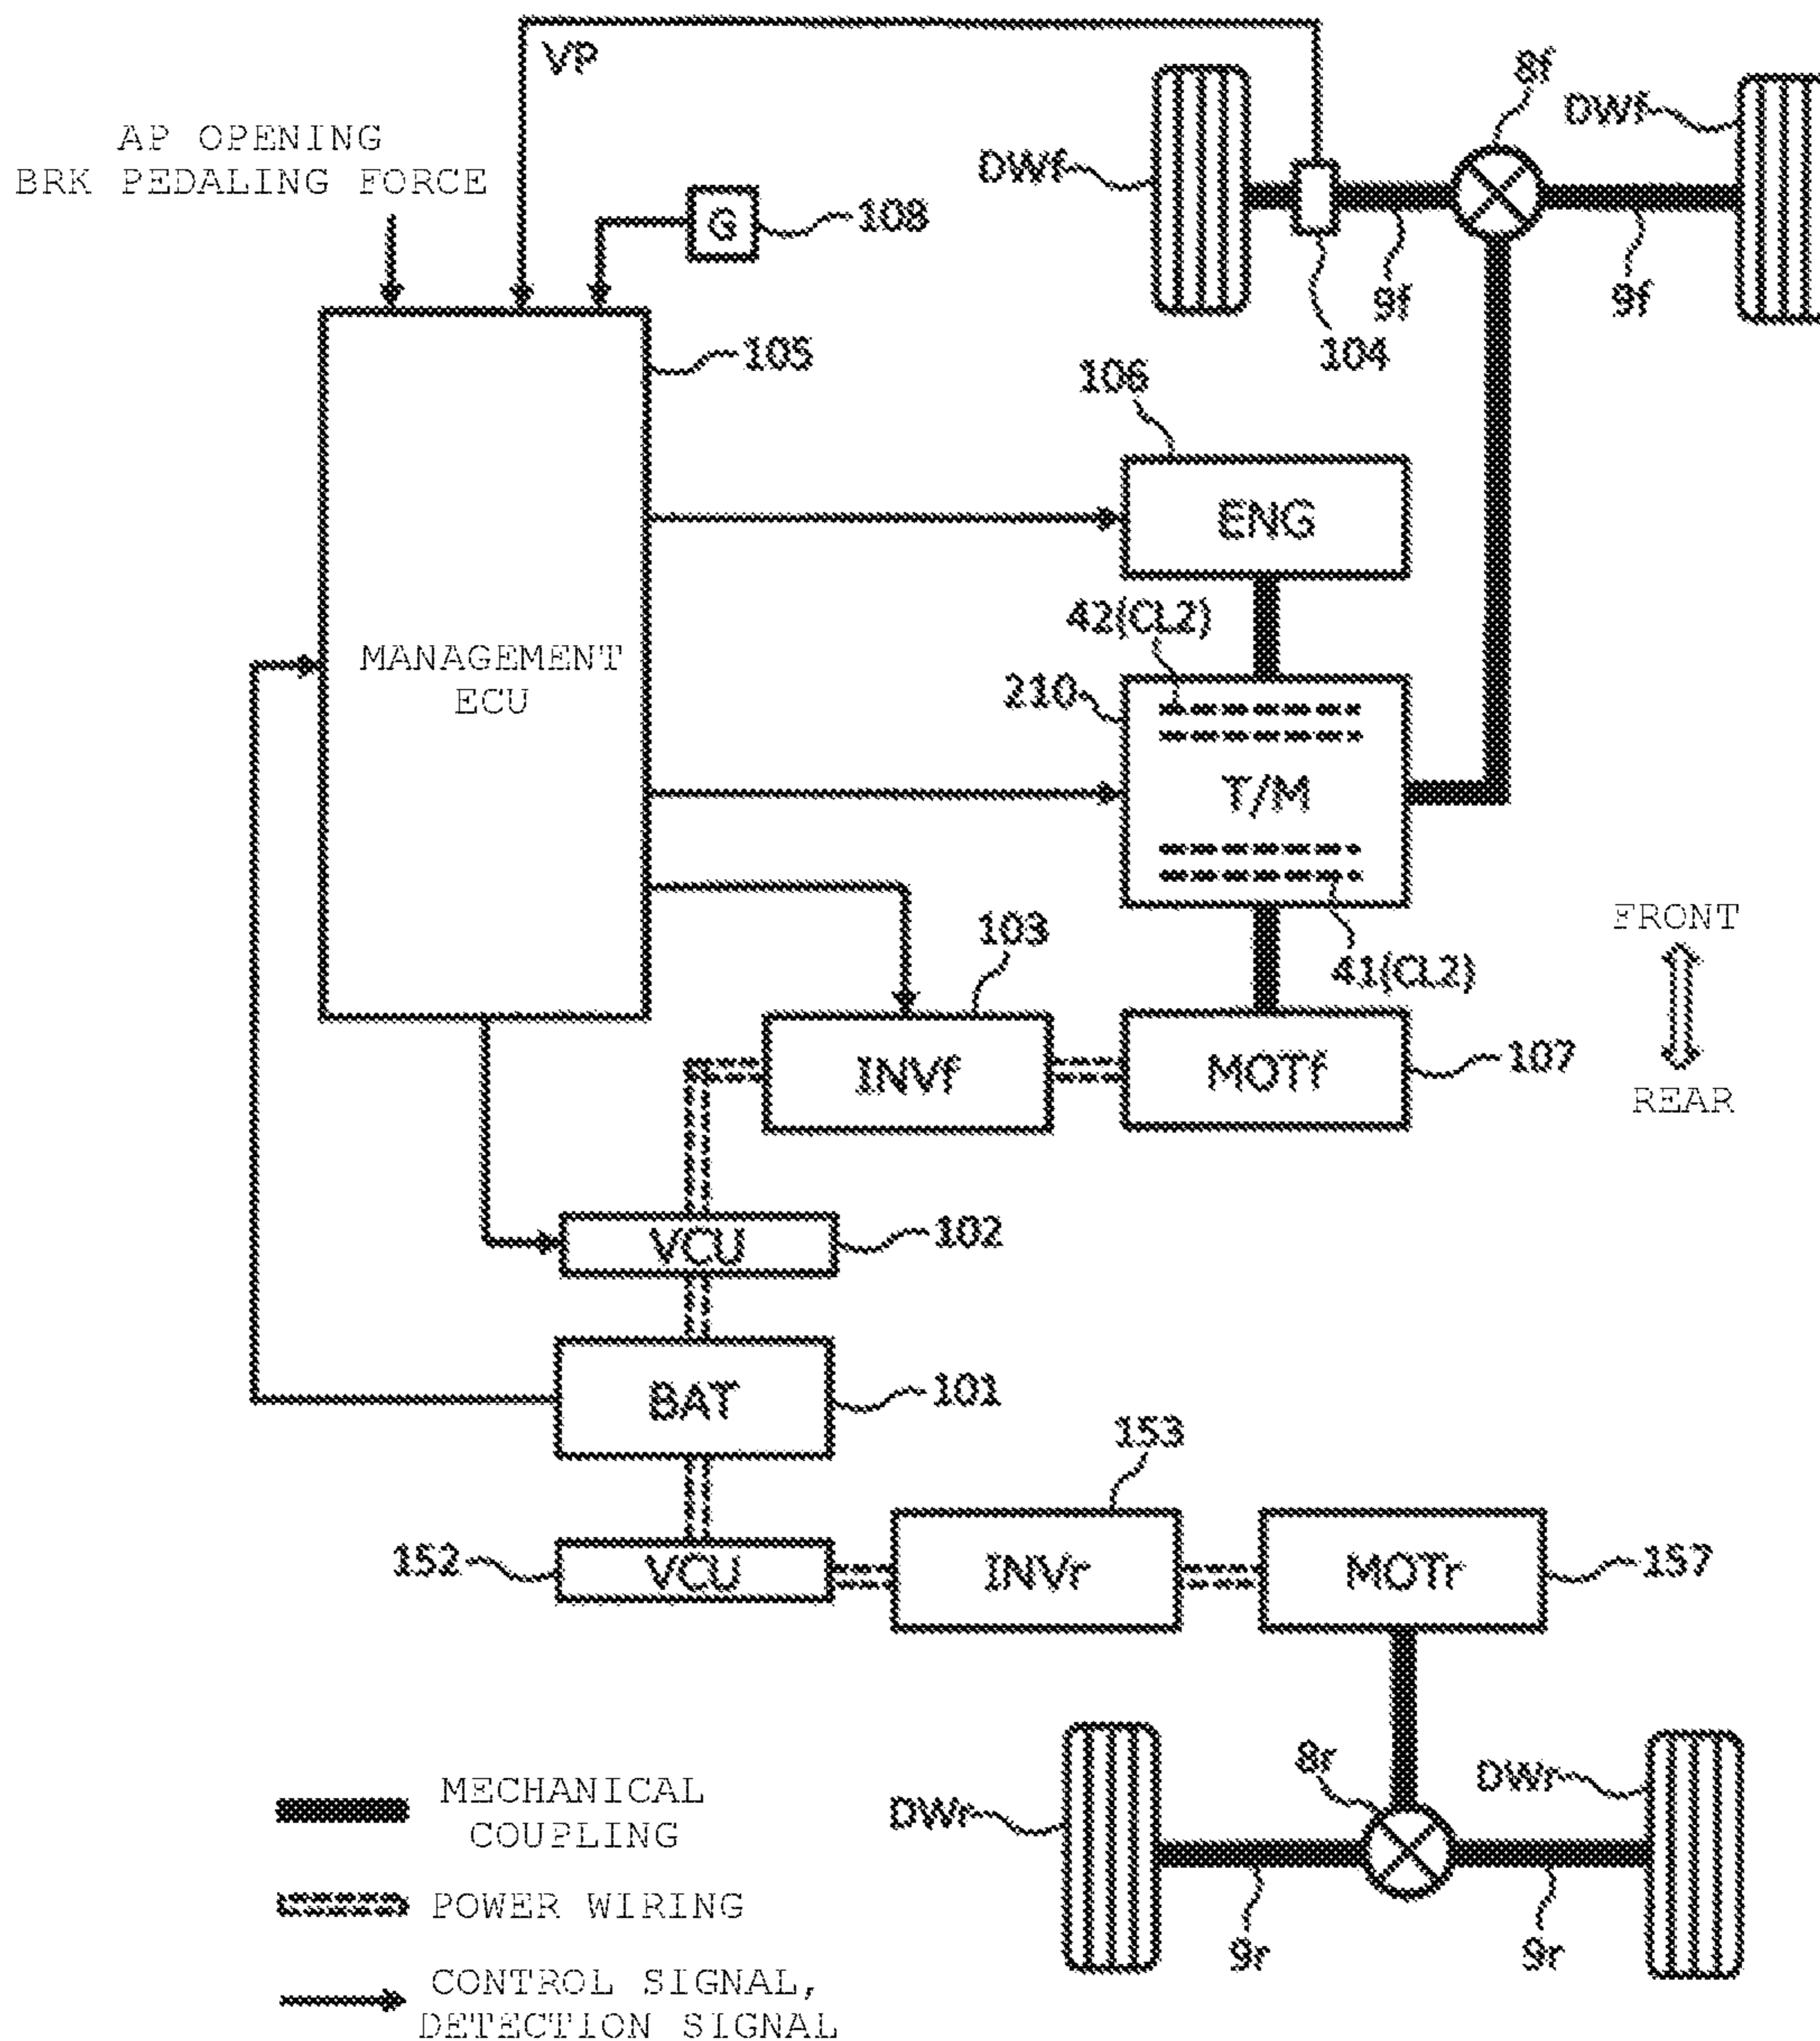 VP
8f
DWf
AP OPENING
BRK PEDALING FORCE
DWf
G
108
9f
9f
104
105
106
ENG
42(CL2)
MANAGEMENT
ECU
210
T/M
FRONT
103
41(CL2)
INVf
MOTf
107
REAR
VCU
102
BAT
101
153
152
VCU
INVr
MOTr
157
8r
DWr
DWr
MECHANICAL
COUPLING
POWER WIRING
9r
9r
CONTROL SIGNAL,
DETECTION SIGNAL